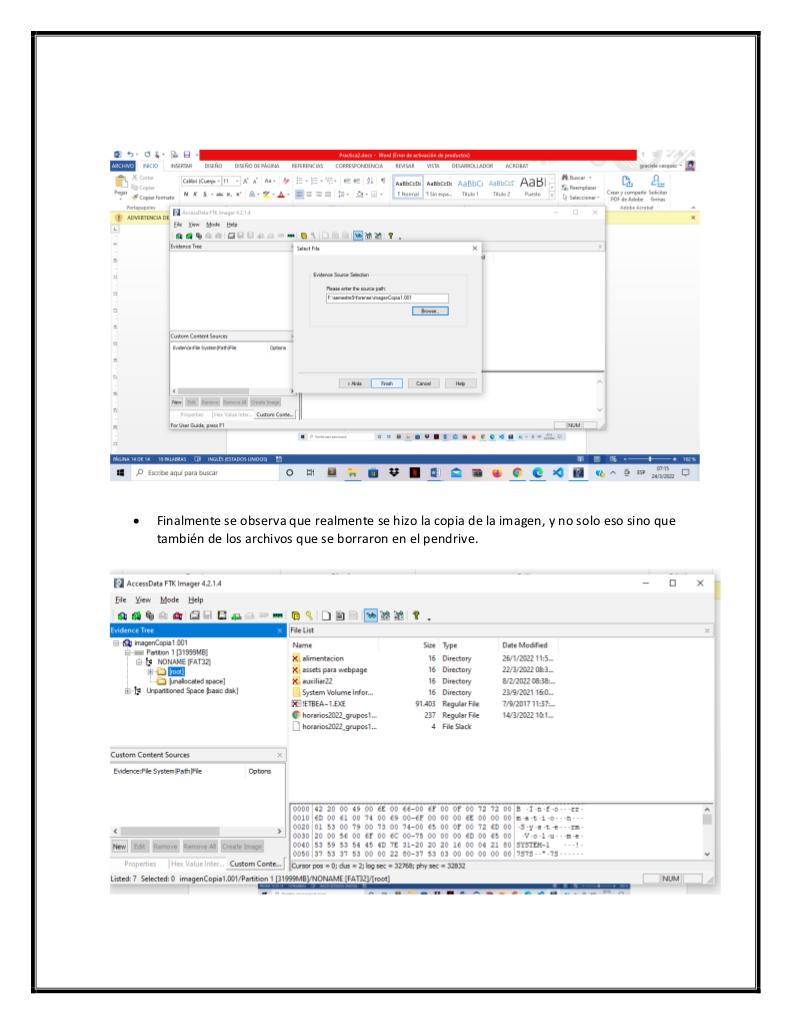 Practica2.docx - Word (Error de activación de productos)
ARCHIVO INICIO INSERTAR DISEÑO DISEÑO DE PÁGINA REFERENCIAS CORRESPONDENCIA REVISAR VISTA DESARROLLADOR ACROBAT
Cortar
Copiar
Copiar formato
Pegar
Portapapeles
AaBbCcDc AaBbCcDc AaBbCc AaBbCcC AaBl
1 Normal 1 Sin espa... Título 1 Título 2 Puesto
Buscar
Reemplazar
Seleccionar
Crear y compartir Solicitar
PDF de Adobe firmas
Adobe Acrobat
ADVERTENCIA DE
AccessData FTK Imager 4.2.1.4
File View Mode Help
Evidence Tree
Select File
Evidence Source Selection
Please enter the source path:
F:\semestre9\forense\imagenCopia1.001
Browse...
Custom Content Sources
Evidence:File System|Path|File Options
< Atrás Finish Cancel Help
New Edit Remove Remove All Create Image
Properties Hex Value Inter... Custom Conte...
For User Guide, press F1
NUM
PÁGINA 14 DE 14 10 PALABRAS INGLÉS (ESTADOS UNIDOS) 102%
Escribe aquí para buscar
ESP 07:15
24/3/2022
• Finalmente se observa que realmente se hizo la copia de la imagen, y no solo eso sino que
también de los archivos que se borraron en el pendrive.
AccessData FTK Imager 4.2.1.4
File View Mode Help
Evidence Tree
imagenCopia1.001
Partition 1 [31999MB]
NONAME [FAT32]
[root]
[unallocated space]
Unpartitioned Space [basic disk]
File List
Name Size Type Date Modified
alimentacion 16 Directory 26/1/2022 11:5...
assets para webpage 16 Directory 22/3/2022 08:3...
auxiliar22 16 Directory 8/2/2022 08:38:...
System Volume Infor... 16 Directory 23/9/2021 16:0...
!ETBEA~1.EXE 91.403 Regular File 7/9/2017 11:37:...
horarios2022_grupos1... 237 Regular File 14/3/2022 10:1...
horarios2022_grupos1... 4 File Slack
Custom Content Sources
Evidence:File System|Path|File Options
New Edit Remove Remove All Create Image
Properties Hex Value Inter... Custom Conte...
0000 42 20 00 49 00 6E 00 66-00 6F 00 0F 00 72 72 00 B ·I·n·f·o···rr·
0010 6D 00 61 00 74 00 69 00-6F 00 00 00 6E 00 00 00 m·a·t·i·o···n···
0020 01 53 00 79 00 73 00 74-00 65 00 0F 00 72 6D 00 ·S·y·s·t·e···rm·
0030 20 00 56 00 6F 00 6C 00-75 00 00 00 6D 00 65 00 ·V·o·l·u···m·e·
0040 53 59 53 54 45 4D 7E 31-20 20 20 16 00 04 21 80 SYSTEM~1 ···!·
0050 37 53 37 53 00 00 22 80-37 53 03 00 00 00 00 00 7S7S··"·7S······
Cursor pos = 0; clus = 2; log sec = 32768; phy sec = 32832
Listed: 7 Selected: 0 imagenCopia1.001/Partition 1 [31999MB]/NONAME [FAT32]/[root]
NUM